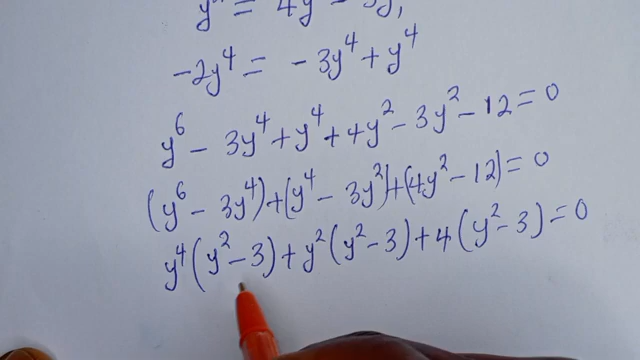 = 4y
-2y⁴ = -3y⁴ + y⁴
y⁶ - 3y⁴ + y⁴ + 4y² - 3y² - 12 = 0
(y⁶ - 3y⁴) + (y⁴ - 3y²) + (4y² - 12) = 0
y⁴(y² - 3) + y²(y² - 3) + 4(y² - 3) = 0